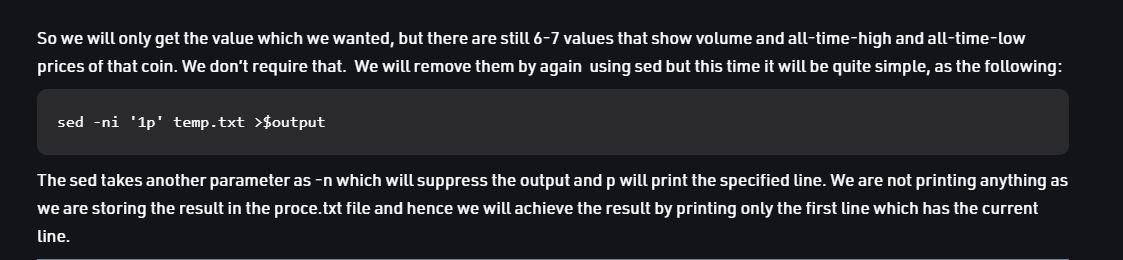 So we will only get the value which we wanted, but there are still 6-7 values that show volume and all-time-high and all-time-low
prices of that coin. We don't require that. We will remove them by again using sed but this time it will be quite simple, as the following:
sed -ni '1p' temp.txt >$output
The sed takes another parameter as -n which will suppress the output and p will print the specified line. We are not printing anything as
we are storing the result in the proce.txt file and hence we will achieve the result by printing only the first line which has the current
line.